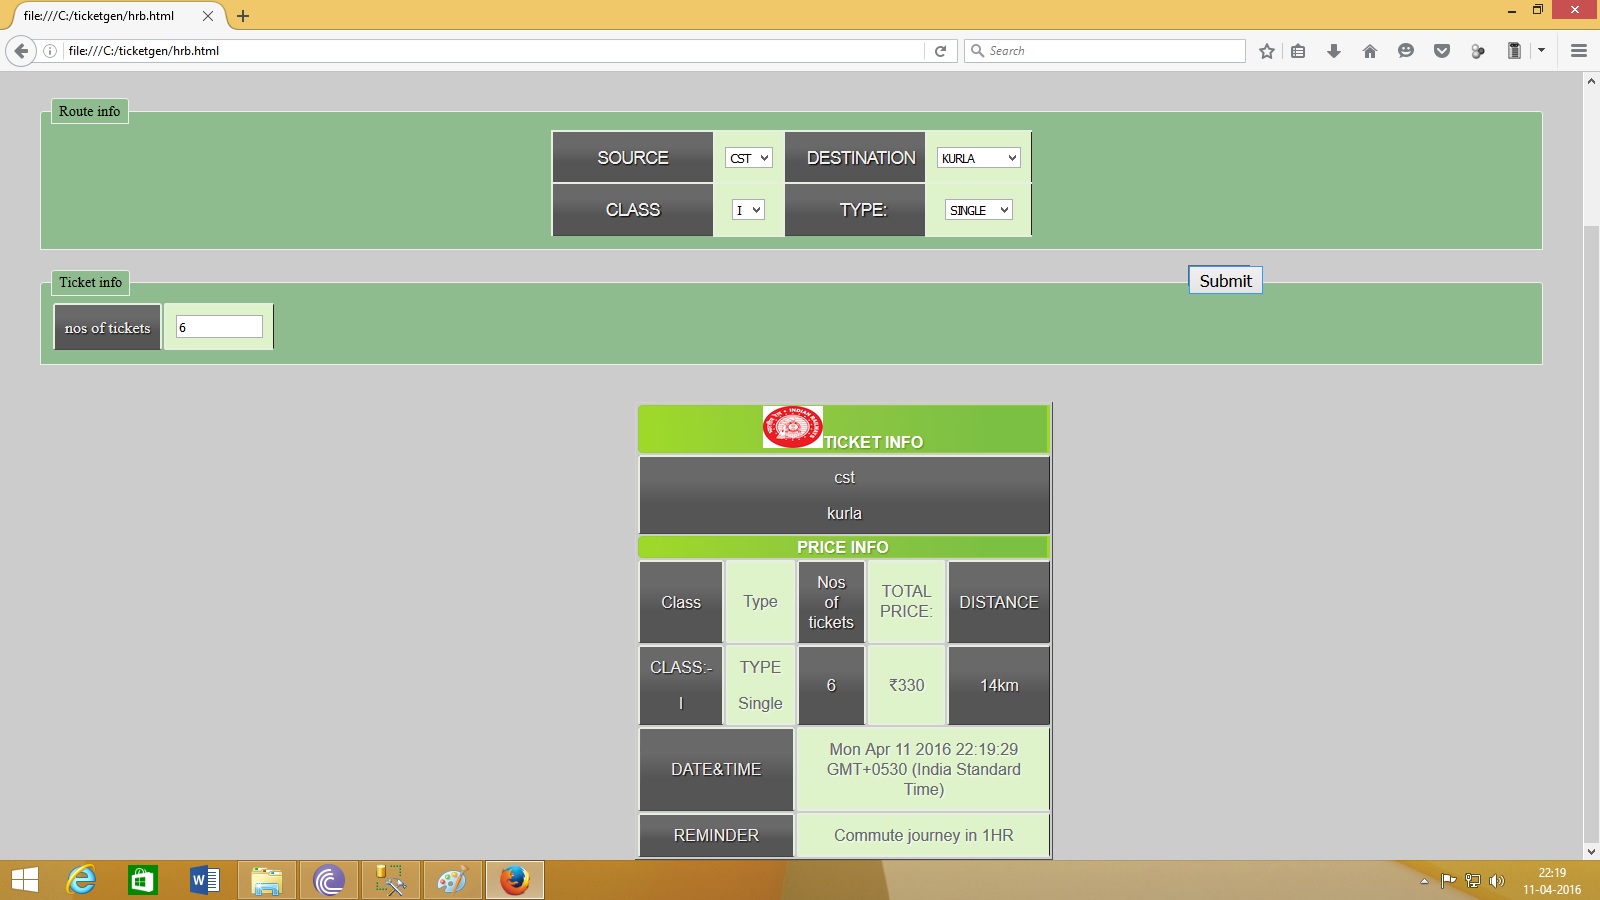 file:///C:/ticketgen/hrb.html
file:///C:/ticketgen/hrb.html
Search
Route info
SOURCE CST DESTINATION KURLA
CLASS I TYPE: SINGLE
Ticket info
Submit
nos of tickets 6
TICKET INFO
cst
kurla
PRICE INFO
Class Type Nos of tickets TOTAL PRICE: DISTANCE
CLASS:- I TYPE Single 6 ₹330 14km
DATE&TIME
Mon Apr 11 2016 22:19:29
GMT+0530 (India Standard
Time)
REMINDER Commute journey in 1HR
22:19
11-04-2016